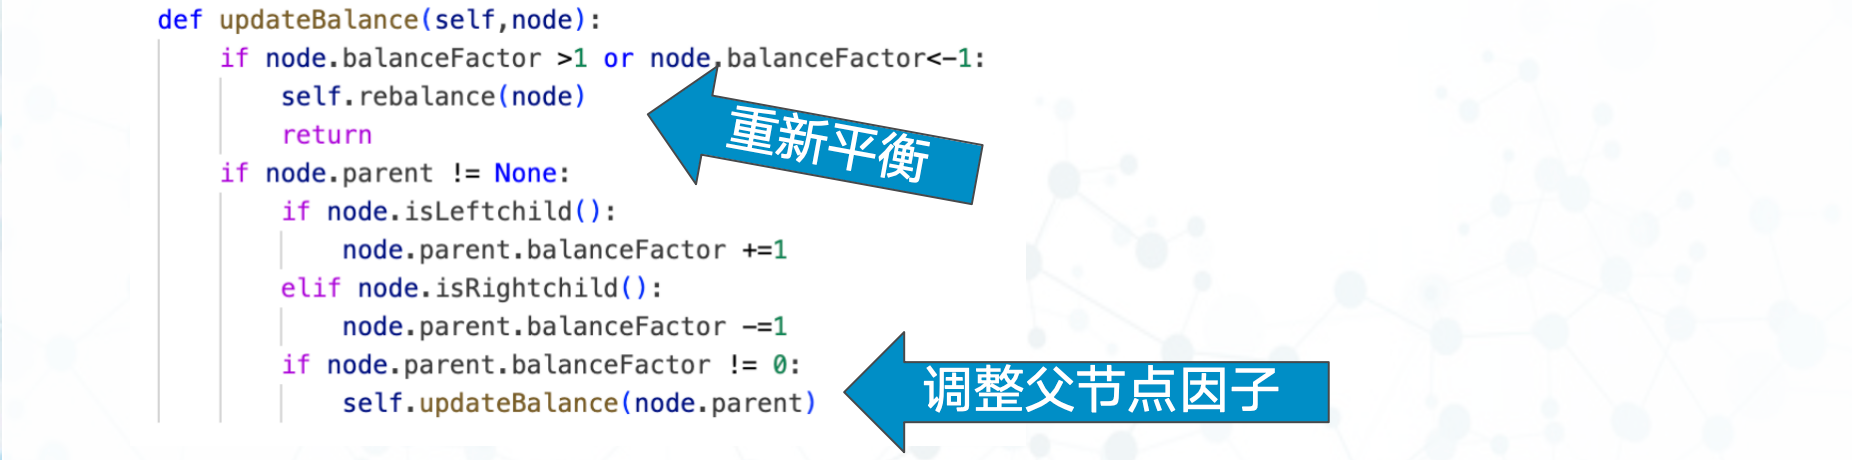 def updateBalance(self,node):
if node.balanceFactor >1 or node.balanceFactor<-1:
self.rebalance(node)
return
重新平衡
if node.parent != None:
if node.isLeftchild():
node.parent.balanceFactor +=1
elif node.isRightchild():
node.parent.balanceFactor -=1
if node.parent.balanceFactor != 0:
self.updateBalance(node.parent)
调整父节点因子